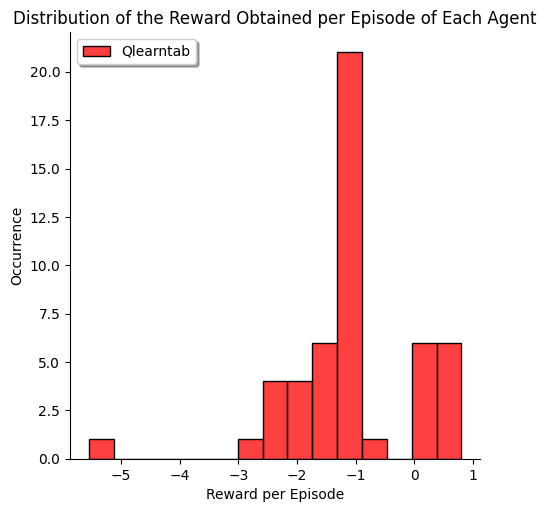 Distribution of the Reward Obtained per Episode of Each Agent
Qlearntab
20.0
17.5
15.0
12.5
10.0
7.5
5.0
2.5
0.0
Occurrence
−5 −4 −3 −2 −1 0 1
Reward per Episode